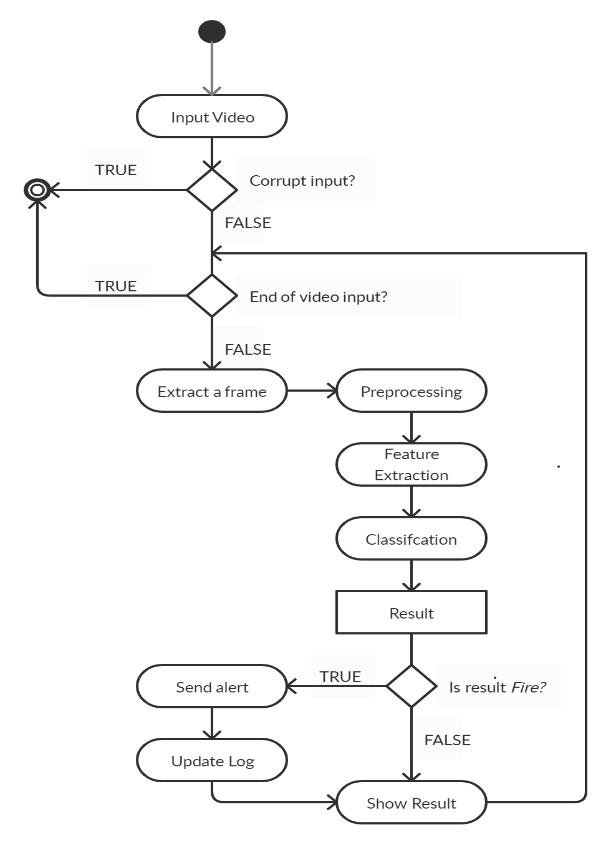 Input Video
TRUE
Corrupt input?
FALSE
TRUE
End of video input?
FALSE
Extract a frame
Preprocessing
Feature
Extraction
Classifcation
Result
TRUE
Is result Fire?
Send alert
FALSE
Update Log
Show Result